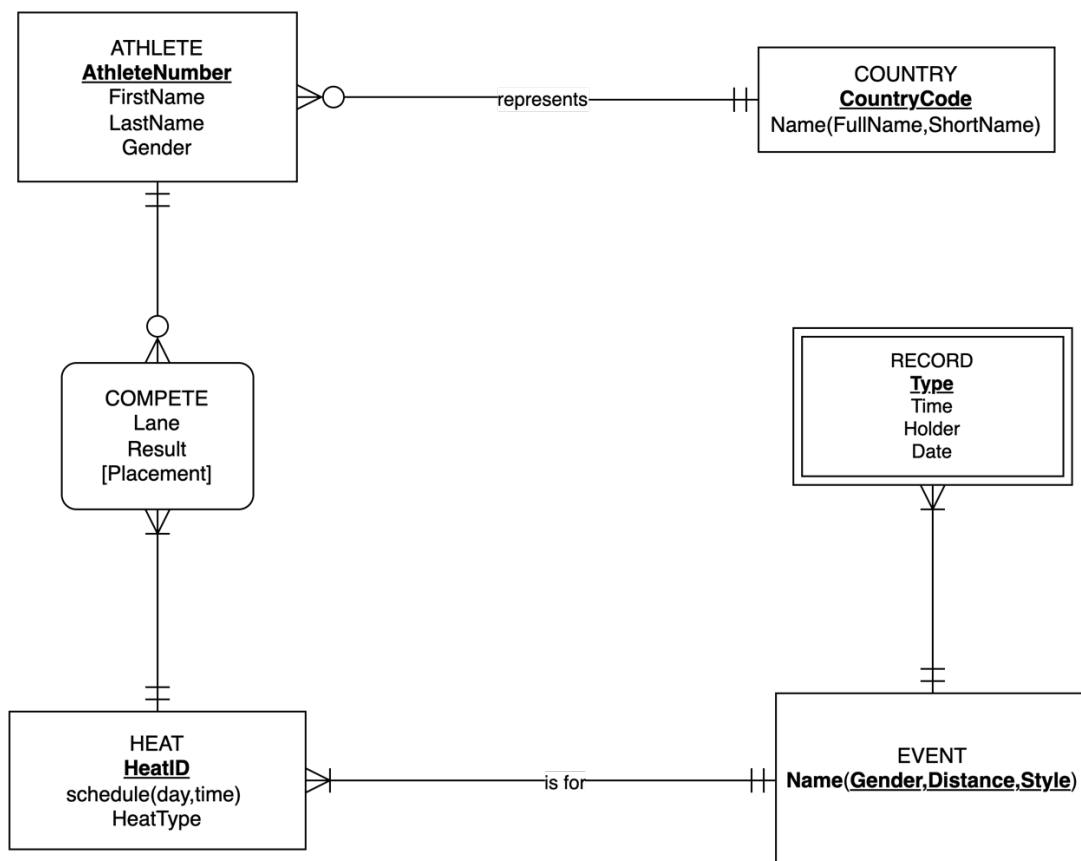 ATHLETE
AthleteNumber
FirstName
LastName
Gender
represents
COUNTRY
CountryCode
Name(FullName,ShortName)
COMPETE
Lane
Result
[Placement]
RECORD
Type
Time
Holder
Date
HEAT
HeatID
schedule(day,time)
HeatType
is for
EVENT
Name(Gender,Distance,Style)